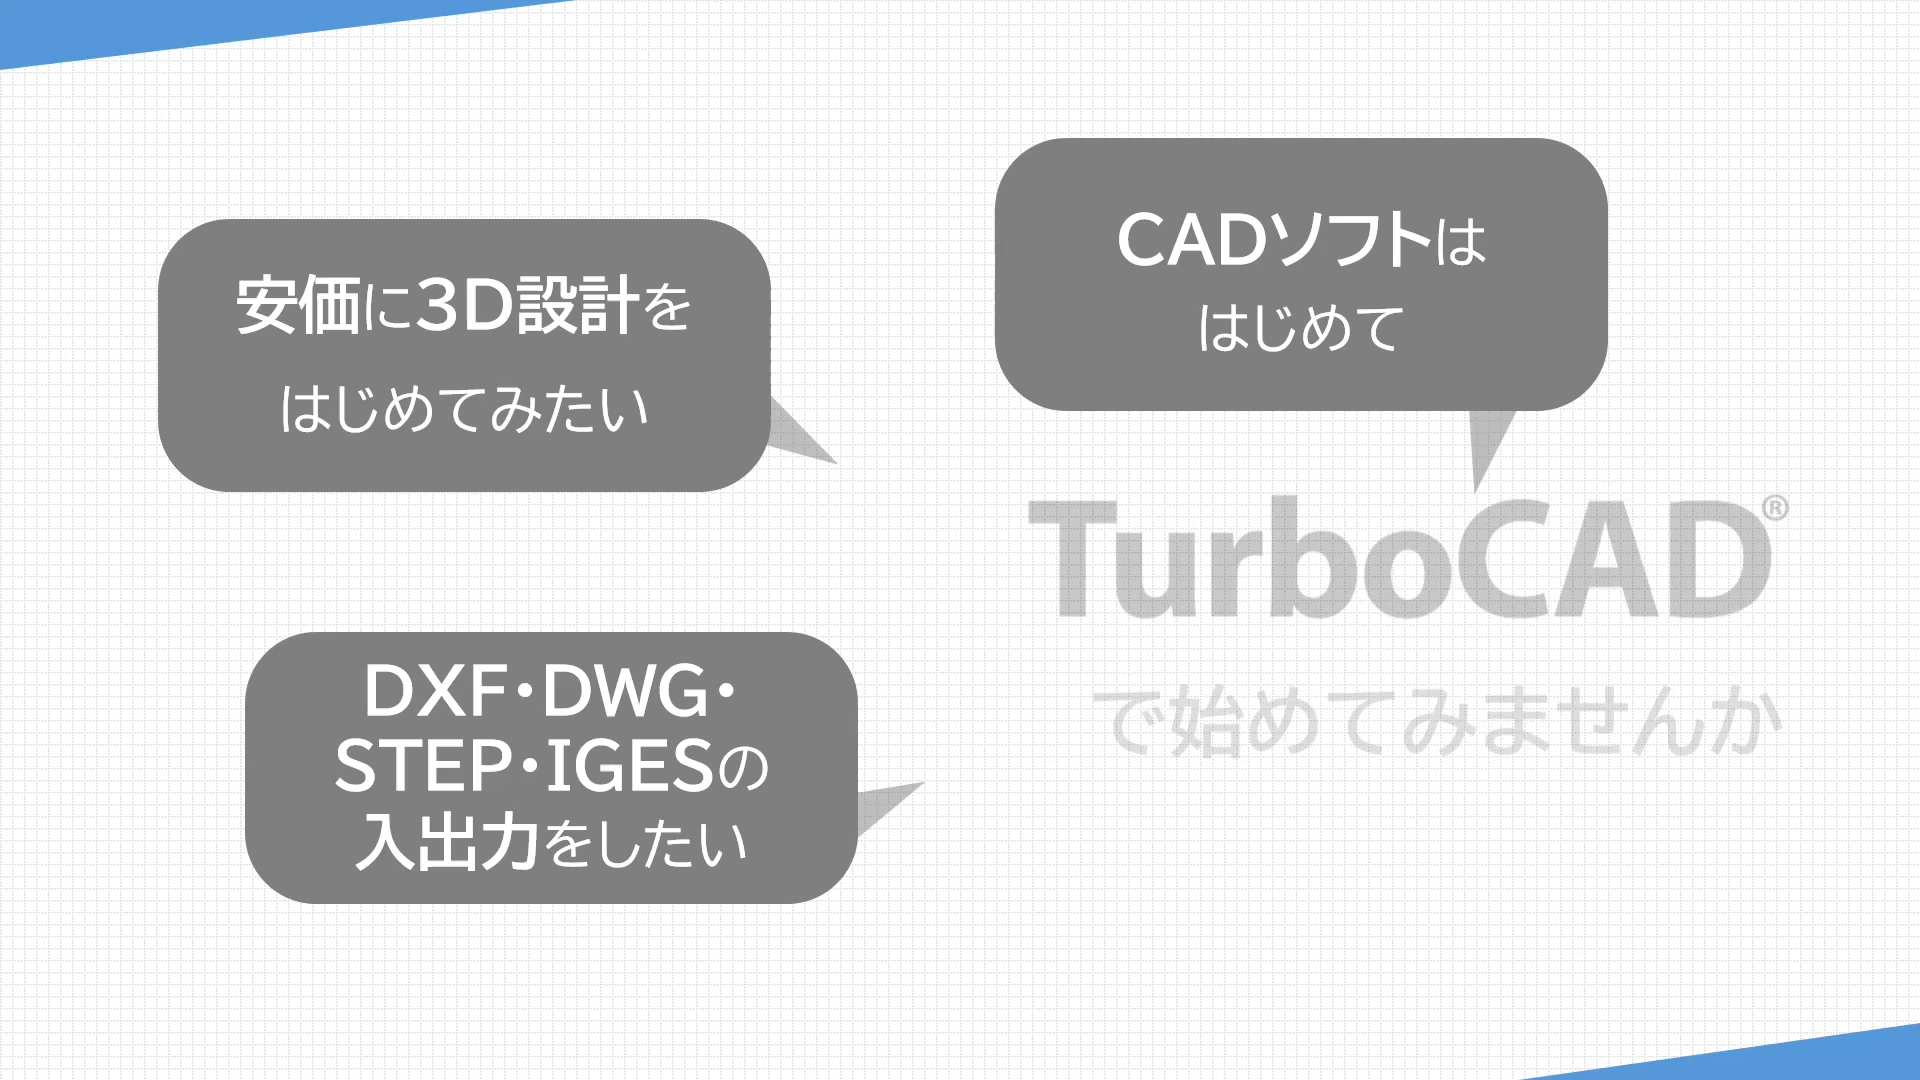 安価に3D設計を
はじめてみたい
CADソフトは
はじめて
DXF・DWG・
STEP・IGESの
入出力をしたい
TurboCAD®
で始めてみませんか